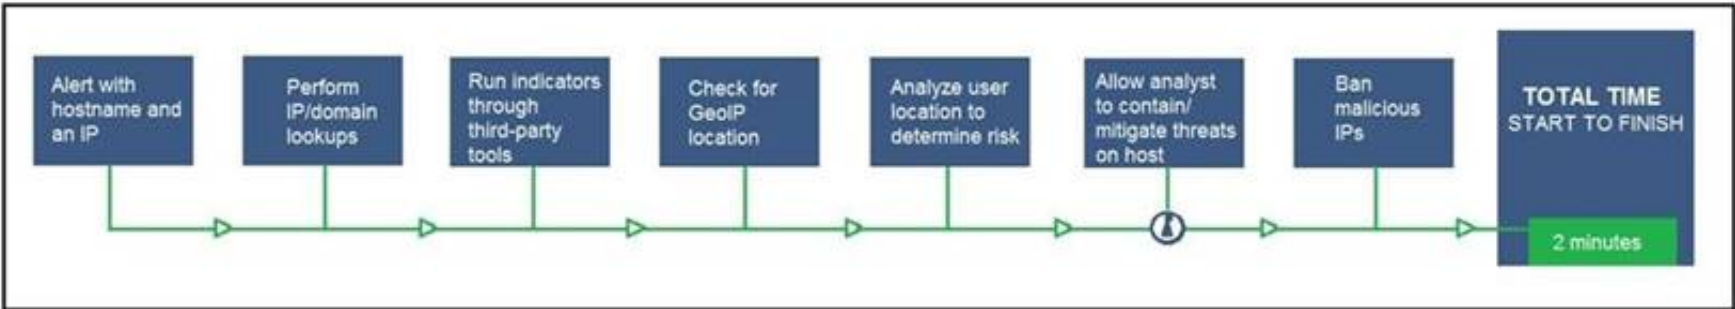 Alert with
hostname and
an IP
Perform
IP/domain
lookups
Run indicators
through
third-party
tools
Check for
GeoIP
location
Analyze user
location to
determine risk
Allow analyst
to contain/
mitigate threats
on host
Ban
malicious
IPs
TOTAL TIME
START TO FINISH
2 minutes